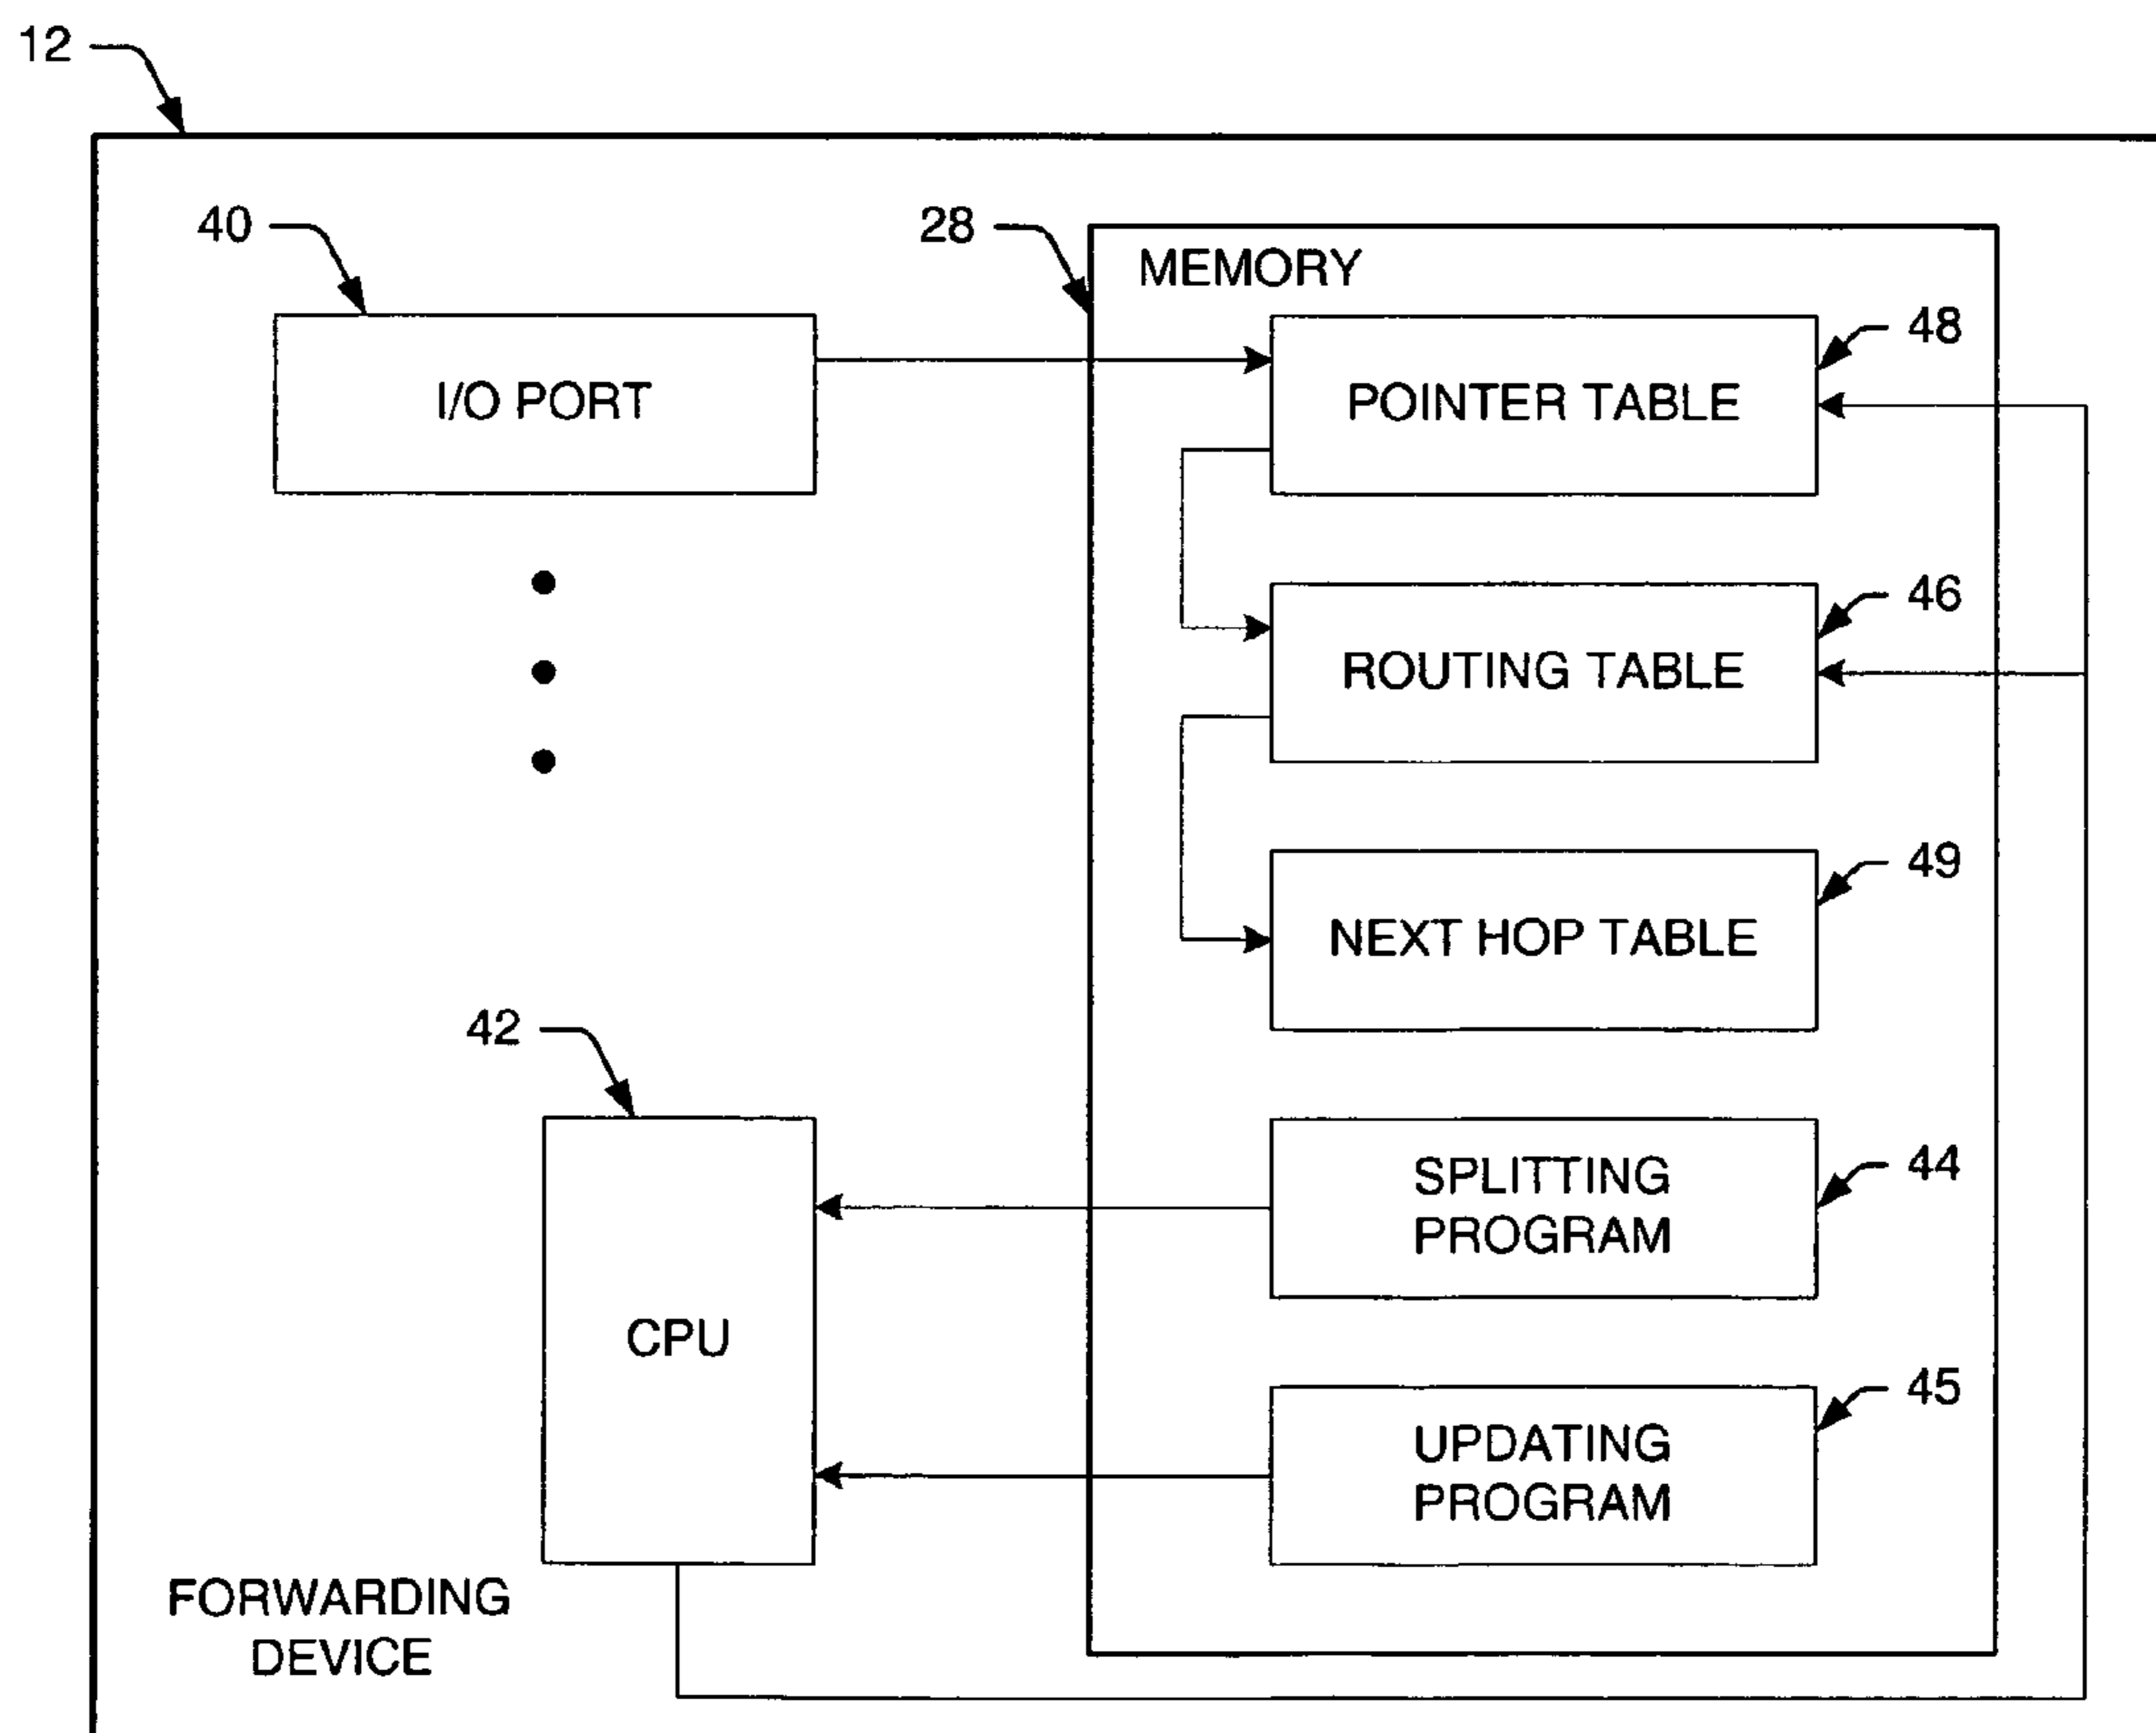 12
40
28
MEMORY
48
I/O PORT
POINTER TABLE
46
ROUTING TABLE
49
NEXT HOP TABLE
42
44
SPLITTING
PROGRAM
CPU
45
UPDATING
PROGRAM
FORWARDING
DEVICE